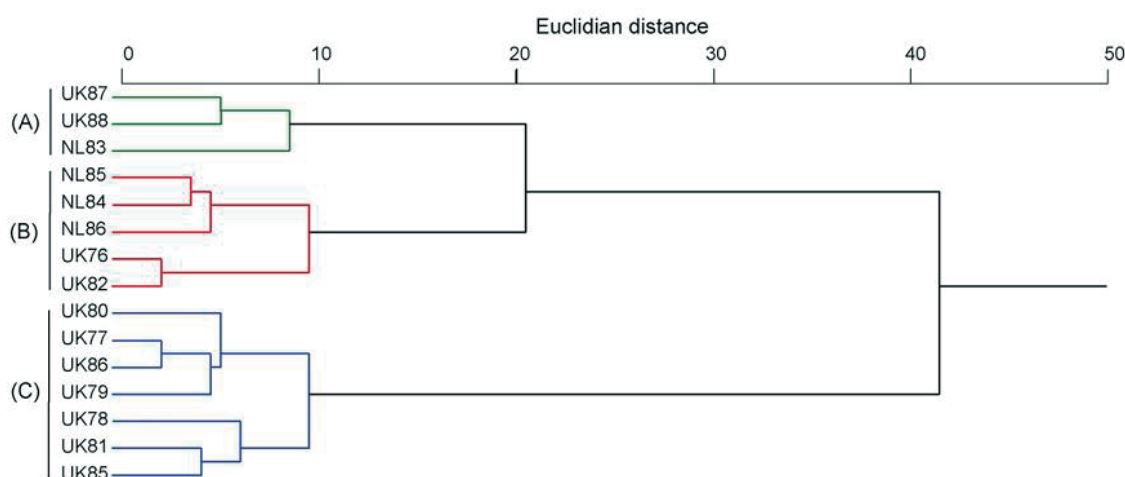 Euclidian distance
0 10 20 30 40 50
UK87
(A) UK88
NL83
NL85
NL84
(B) NL86
UK76
UK82
UK80
UK77
UK86
(C) UK79
UK78
UK81
UK85